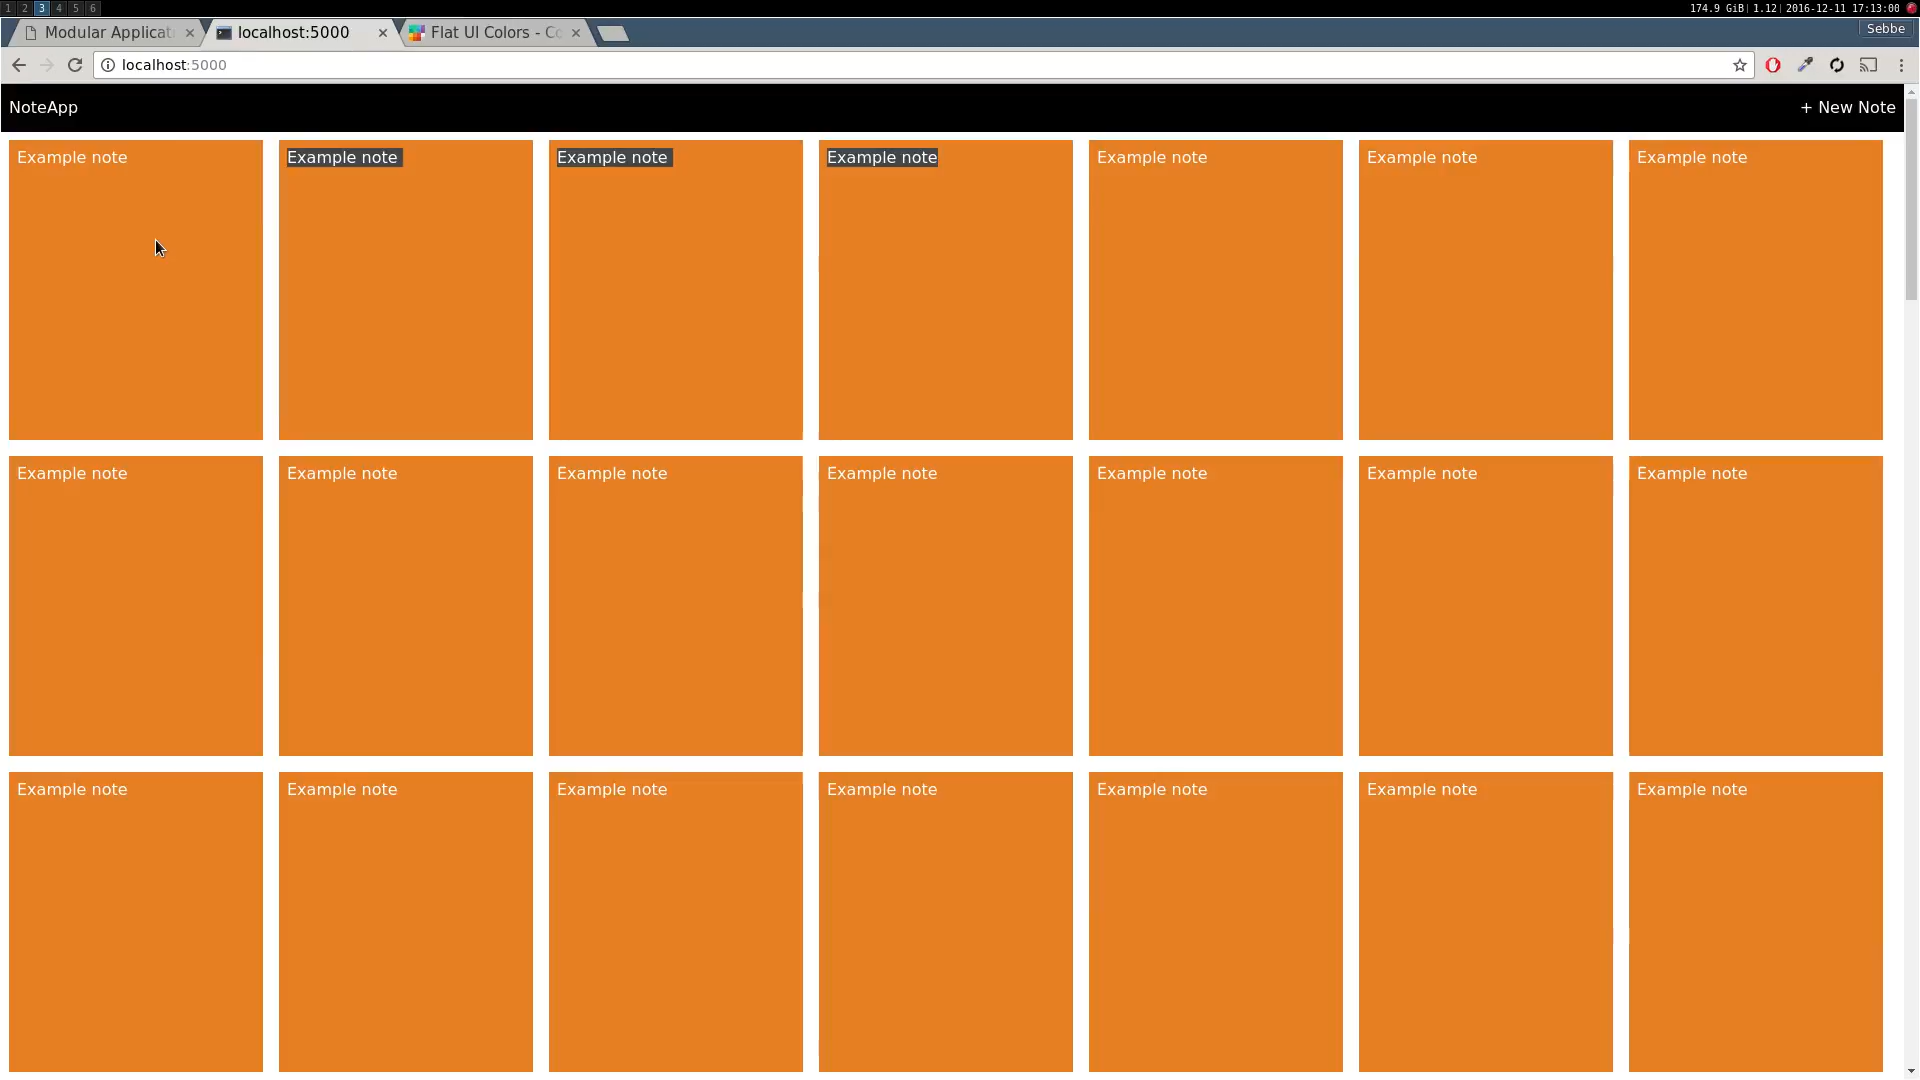 1 2 3 4 5 6 174.9 GiB| 1.12| 2016-12-11 17:13:00
Modular Applicat localhost:5000 Flat UI Colors - Co Sebbe
localhost:5000
NoteApp + New Note
Example note Example note Example note Example note Example note Example note Example note
Example note Example note Example note Example note Example note Example note Example note
Example note Example note Example note Example note Example note Example note Example note